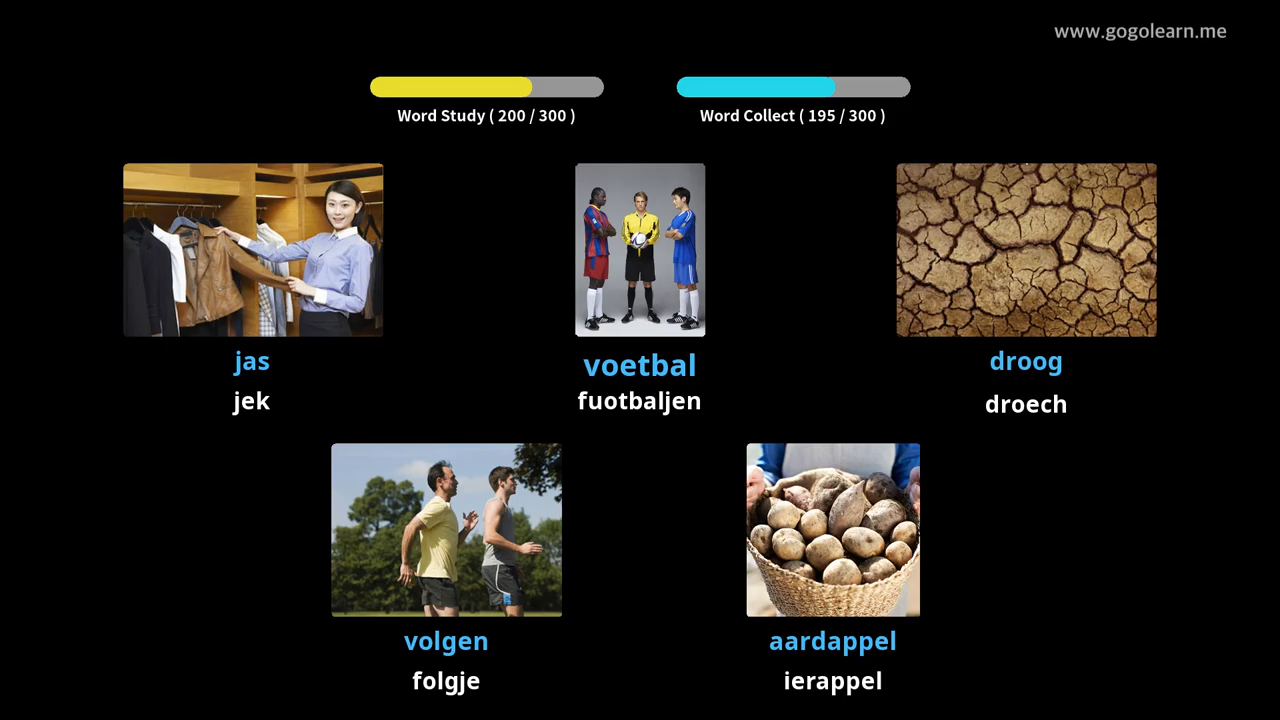 www.gogolearn.me
Word Study ( 200 / 300 )
Word Collect ( 195 / 300 )
jas
jek
voetbal
fuotbaljen
droog
droech
volgen
folgje
aardappel
ierappel